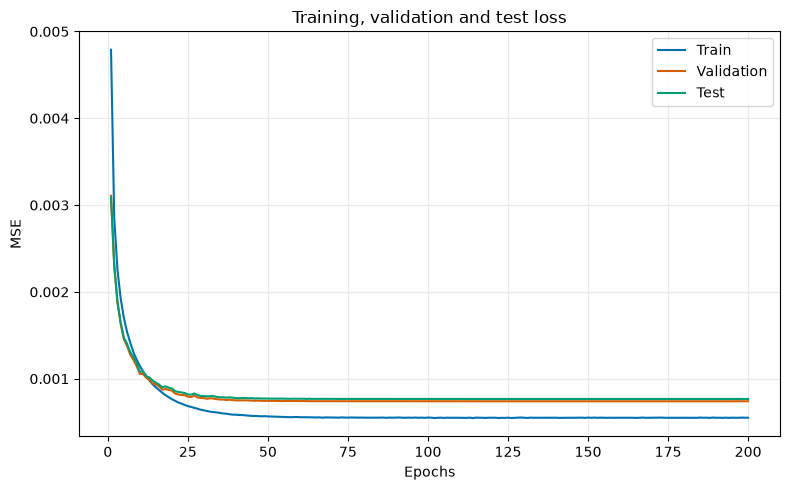 Training, validation and test loss
0.005
0.004
0.003
0.002
0.001
MSE
Train
Validation
Test
0 25 50 75 100 125 150 175 200
Epochs